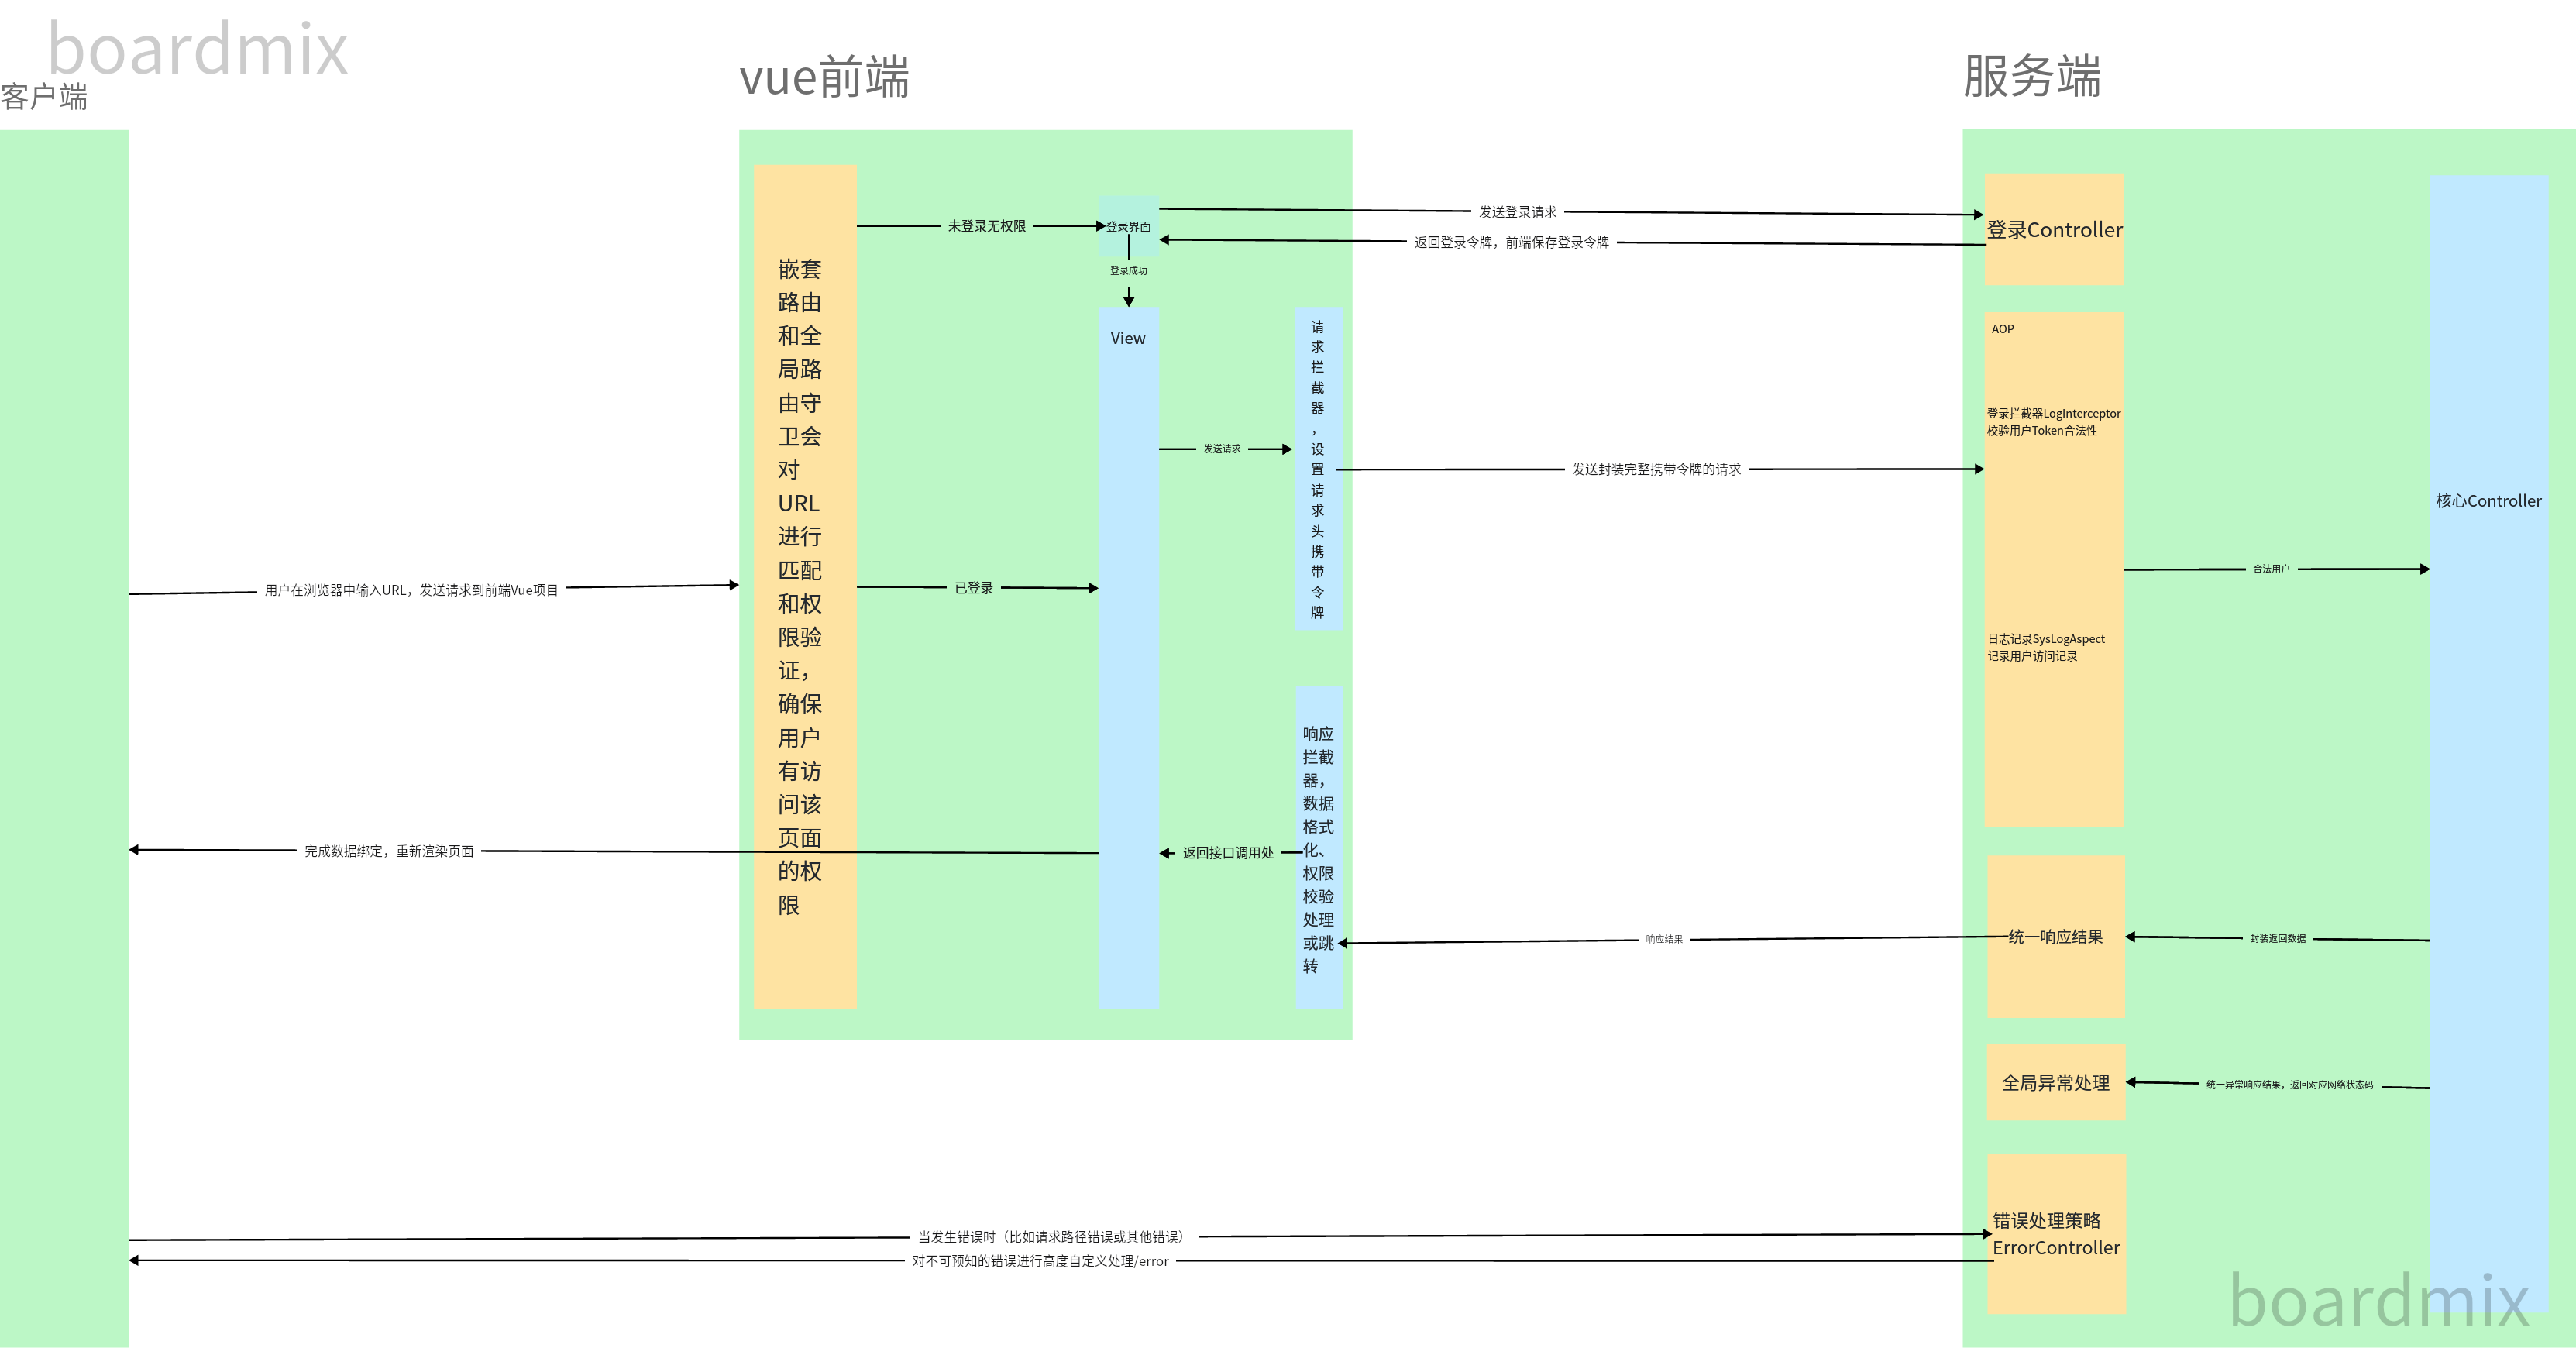 boardmix
客户端
vue前端
服务端
嵌套
路由
和全
局路
由守
卫会
对
URL
进行
匹配
和权
限验
证，
确保
用户
有访
问该
页面
的权
限
未登录无权限
登录界面
登录成功
View
已登录
发送登录请求
返回登录令牌，前端保存登录令牌
登录Controller
请
求
拦
截
器
，
设
置
请
求
头
携
带
令
牌
发送请求
发送封装完整携带令牌的请求
AOP
登录拦截器LogInterceptor
校验用户Token合法性
日志记录SysLogAspect
记录用户访问记录
合法用户
核心Controller
用户在浏览器中输入URL，发送请求到前端Vue项目
响应
拦截
器，
数据
格式
化、
权限
校验
处理
或跳
转
返回接口调用处
完成数据绑定，重新渲染页面
响应结果
统一响应结果
封装返回数据
全局异常处理
统一异常响应结果，返回对应网络状态码
当发生错误时（比如请求路径错误或其他错误）
对不可预知的错误进行高度自定义处理/error
错误处理策略
ErrorController
boardmix